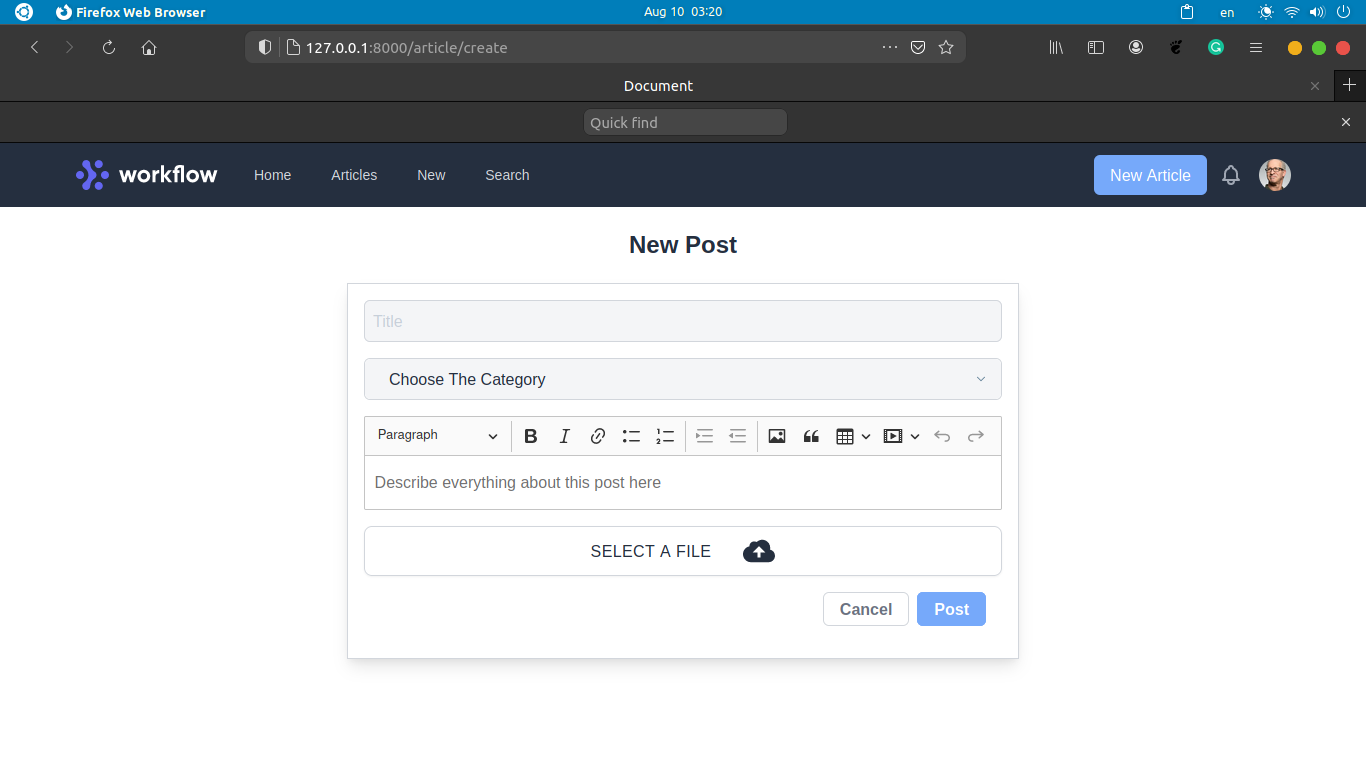 Firefox Web Browser Aug 10 03:20 en
127.0.0.1:8000/article/create
Document
Quick find
workflow Home Articles New Search New Article
New Post
Title
Choose The Category
Paragraph B I
Describe everything about this post here
SELECT A FILE
Cancel Post